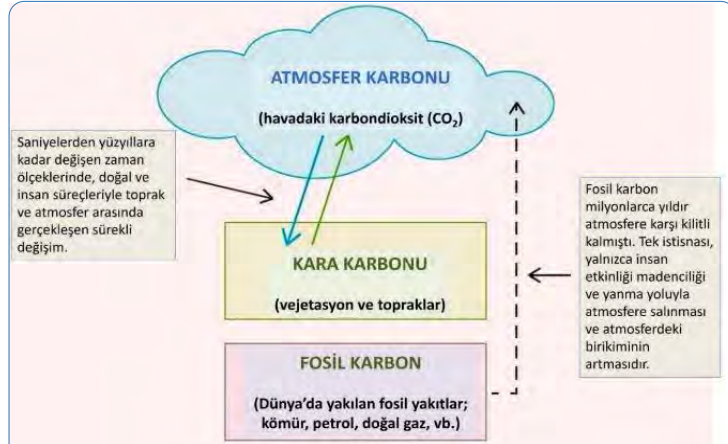 ATMOSFER KARBONU
(havadaki karbondioksit (CO₂)
Saniyelerden yüzyıllara
kadar değişen zaman
ölçeklerinde, doğal ve
insan süreçleriyle toprak
ve atmosfer arasında
gerçekleşen sürekli
değişim.
Fosil karbon
milyonlarca yıldır
atmosfere karşı kilitli
kalmıştı. Tek istisnası,
yalnızca insan
etkinliği madenciliği
ve yanma yoluyla
atmosfere salınması
ve atmosferdeki
birikiminin
artmasıdır.
KARA KARBONU
(vejetasyon ve topraklar)
FOSİL KARBON
(Dünya’da yakılan fosil yakıtlar;
kömür, petrol, doğal gaz, vb.)